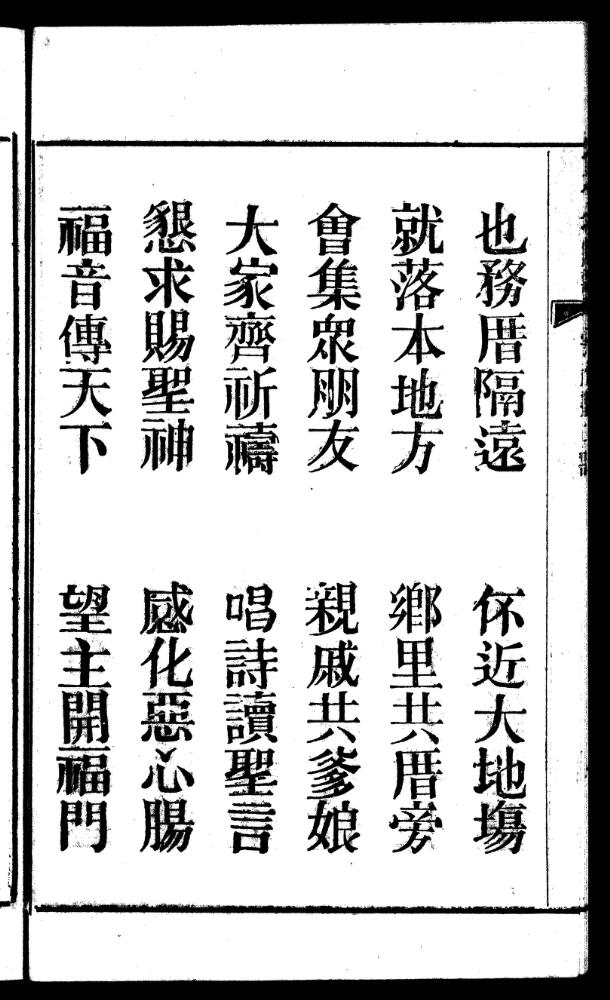 也務厝隔遠 伓近大地塲
就落本地方 鄉里共厝旁
會集衆朋友 親戚共爹娘
大家齊祈禱 唱詩讀聖言
懇求賜聖神 感化惡心腸
福音傳天下 望主開福門